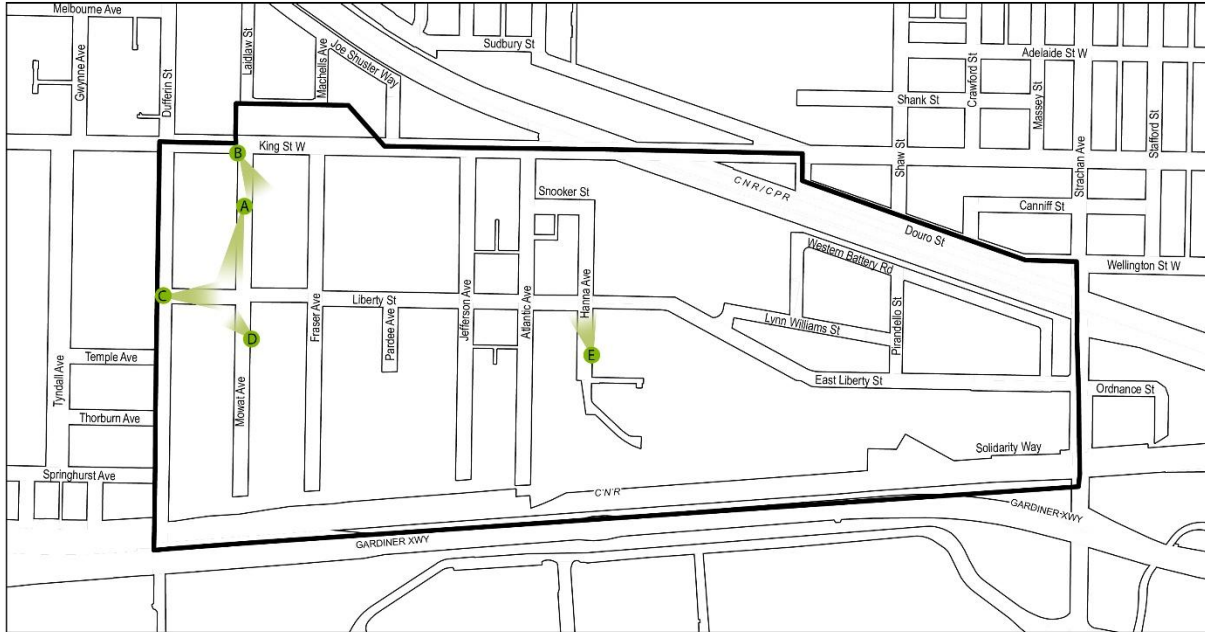 Melbourne Ave
Gwynne Ave
Dufferin St
Laidlaw St
Machells Ave
Joe Shuster Way
Sudbury St
Adelaide St W
Crawford St
Massey St
Shank St
Shaw St
Strachan Ave
Stafford St
B
King St W
CNR/CPR
Snooker St
A
Canniff St
Douro St
Western Battery Rd
Wellington St W
C
Liberty St
Fraser Ave
Pardee Ave
Jefferson Ave
Atlantic Ave
Hanna Ave
Lynn Williams St
Pirandello St
D
E
Temple Ave
Tyndall Ave
Mowat Ave
East Liberty St
Ordnance St
Thorburn Ave
Solidarity Way
Springhurst Ave
C'N'R
GARDINER XWY
GARDINER XWY